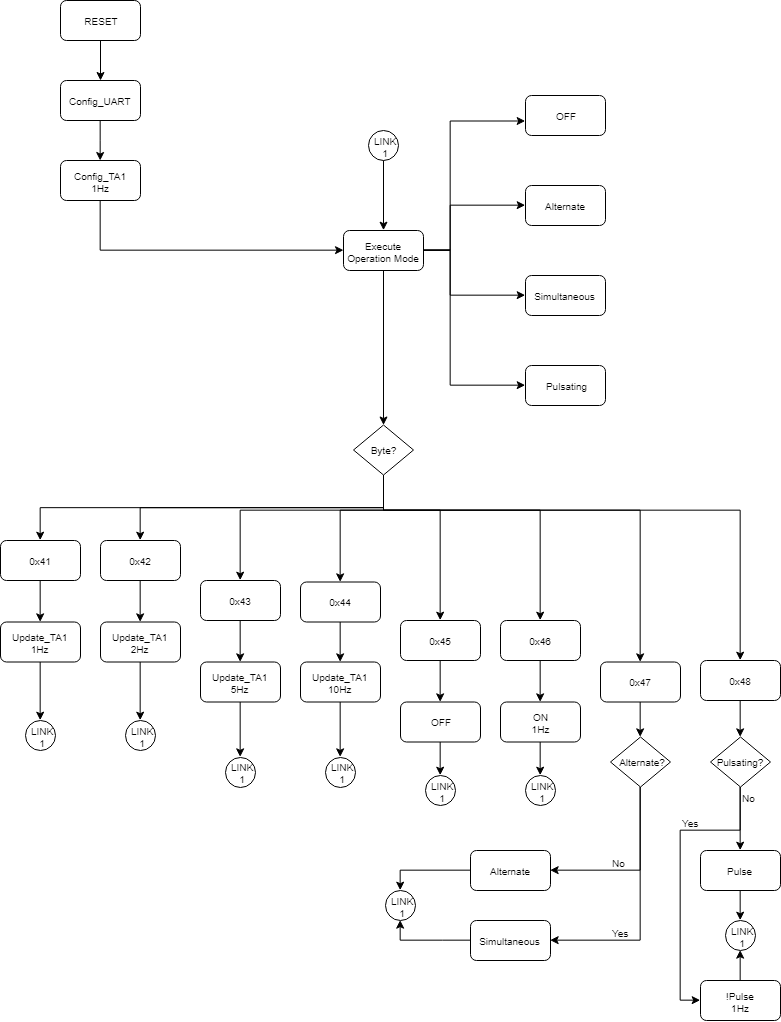 RESET
Config_UART
OFF
LINK
1
Config_TA1
1Hz
Alternate
Execute
Operation Mode
Simultaneous
Pulsating
Byte?
0x41
0x42
0x43
0x44
0x45
0x46
0x47
0x48
Update_TA1
1Hz
Update_TA1
2Hz
Update_TA1
5Hz
Update_TA1
10Hz
OFF
ON
1Hz
LINK
1
LINK
1
LINK
1
LINK
1
LINK
1
LINK
1
Alternate?
Pulsating?
No
Yes
No
Alternate
Pulse
LINK
1
Yes
Simultaneous
LINK
1
!Pulse
1Hz